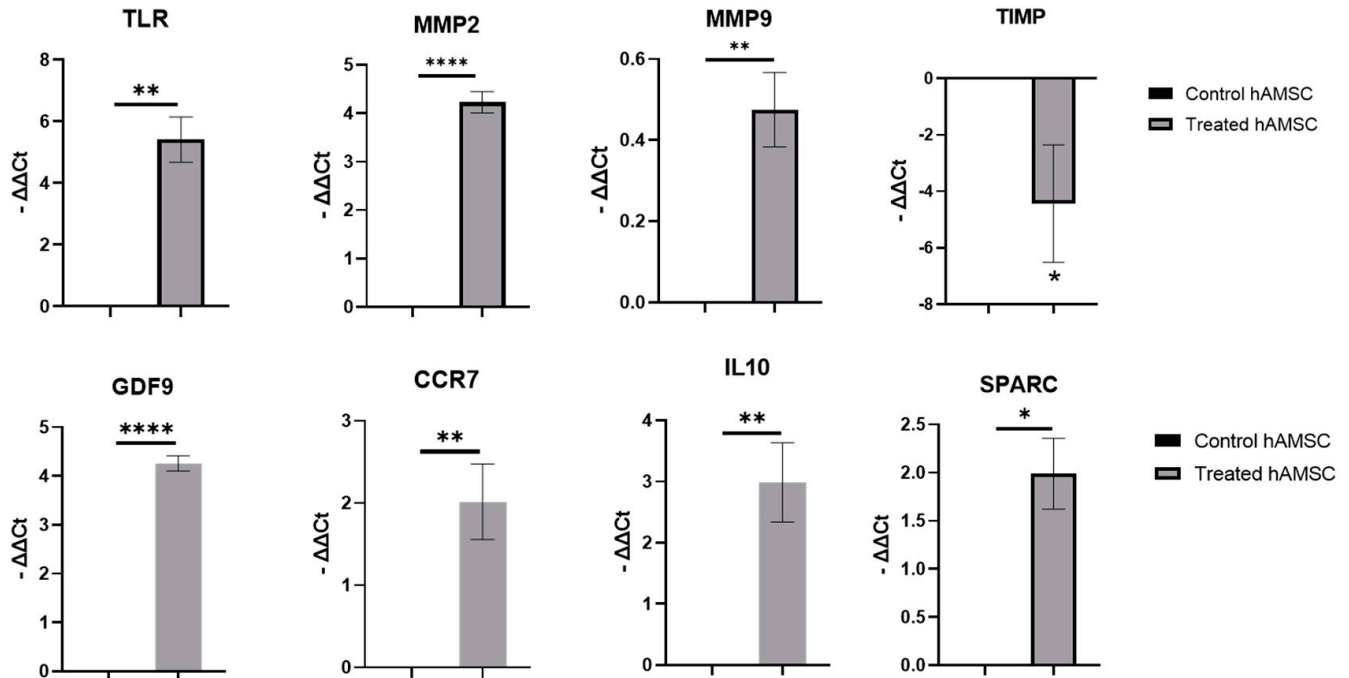 TLR
MMP2
MMP9
TIMP
8
6
4
2
0
- ΔΔCt
**
5
4
3
2
1
0
- ΔΔCt
****
0.6
0.4
0.2
0.0
- ΔΔCt
**
0
-2
-4
-6
-8
- ΔΔCt
*
Control hAMSC
Treated hAMSC
GDF9
CCR7
IL10
SPARC
5
4
3
2
1
0
- ΔΔCt
****
3
2
1
0
- ΔΔCt
**
4
3
2
1
0
- ΔΔCt
**
2.5
2.0
1.5
1.0
0.5
0.0
- ΔΔCt
*
Control hAMSC
Treated hAMSC